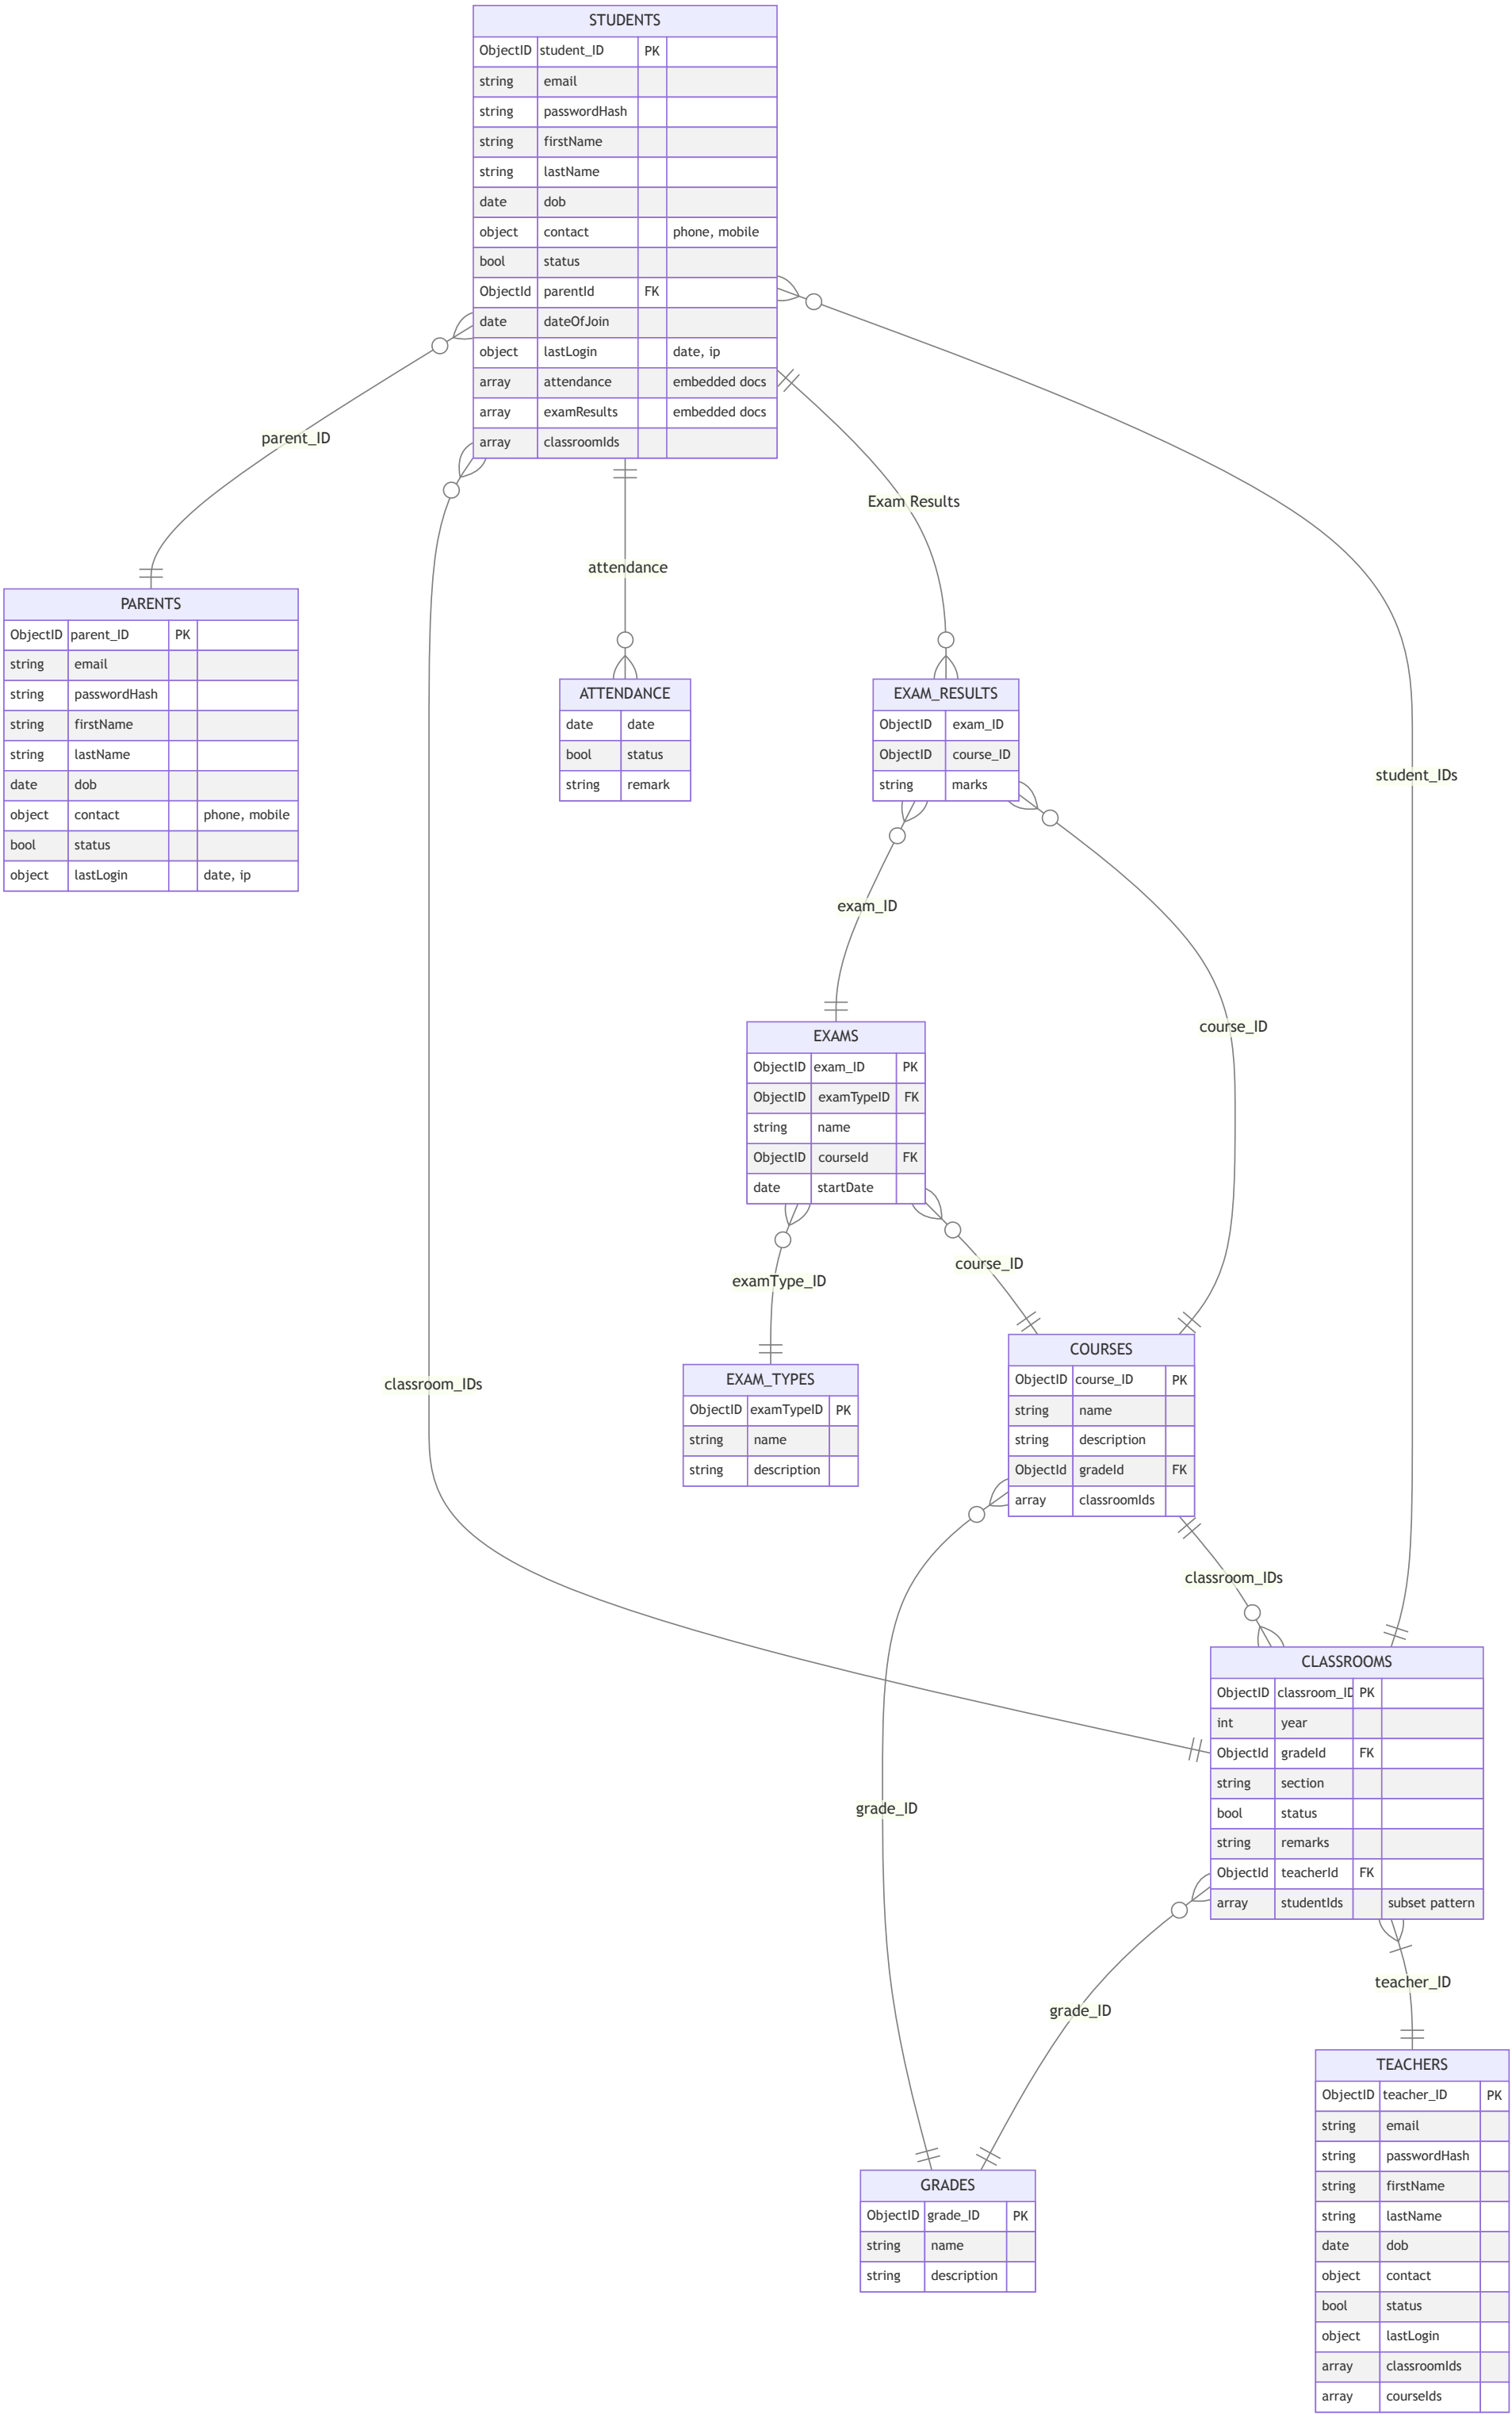 STUDENTS
ObjectID student_ID PK
string email
string passwordHash
string firstName
string lastName
date dob
object contact phone, mobile
bool status
ObjectId parentId FK
date dateOfJoin
object lastLogin date, ip
array attendance embedded docs
array examResults embedded docs
array classroomIds
parent_ID
Exam Results
attendance
PARENTS
ObjectID parent_ID PK
string email
string passwordHash
string firstName
string lastName
date dob
object contact phone, mobile
bool status
object lastLogin date, ip
ATTENDANCE
date date
bool status
string remark
EXAM_RESULTS
ObjectID exam_ID
ObjectID course_ID
string marks
student_IDs
exam_ID
course_ID
EXAMS
ObjectID exam_ID PK
ObjectID examTypeID FK
string name
ObjectID courseId FK
date startDate
course_ID
examType_ID
classroom_IDs
EXAM_TYPES
ObjectID examTypeID PK
string name
string description
COURSES
ObjectID course_ID PK
string name
string description
ObjectId gradeId FK
array classroomIds
classroom_IDs
CLASSROOMS
ObjectID classroom_ID PK
int year
ObjectId gradeId FK
string section
bool status
string remarks
ObjectId teacherId FK
array studentIds subset pattern
grade_ID
teacher_ID
grade_ID
GRADES
ObjectID grade_ID PK
string name
string description
TEACHERS
ObjectID teacher_ID PK
string email
string passwordHash
string firstName
string lastName
date dob
object contact
bool status
object lastLogin
array classroomIds
array courseIds